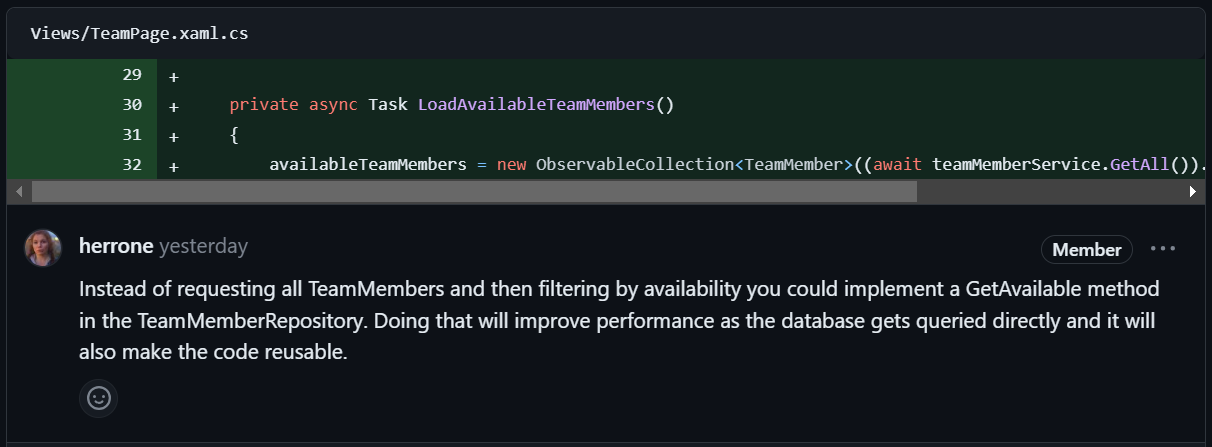 Views/TeamPage.xaml.cs
29 +
30 + private async Task LoadAvailableTeamMembers()
31 + {
32 + availableTeamMembers = new ObservableCollection<TeamMember>((await teamMemberService.GetAll()).
herrone yesterday
Member
Instead of requesting all TeamMembers and then filtering by availability you could implement a GetAvailable method
in the TeamMemberRepository. Doing that will improve performance as the database gets queried directly and it will
also make the code reusable.